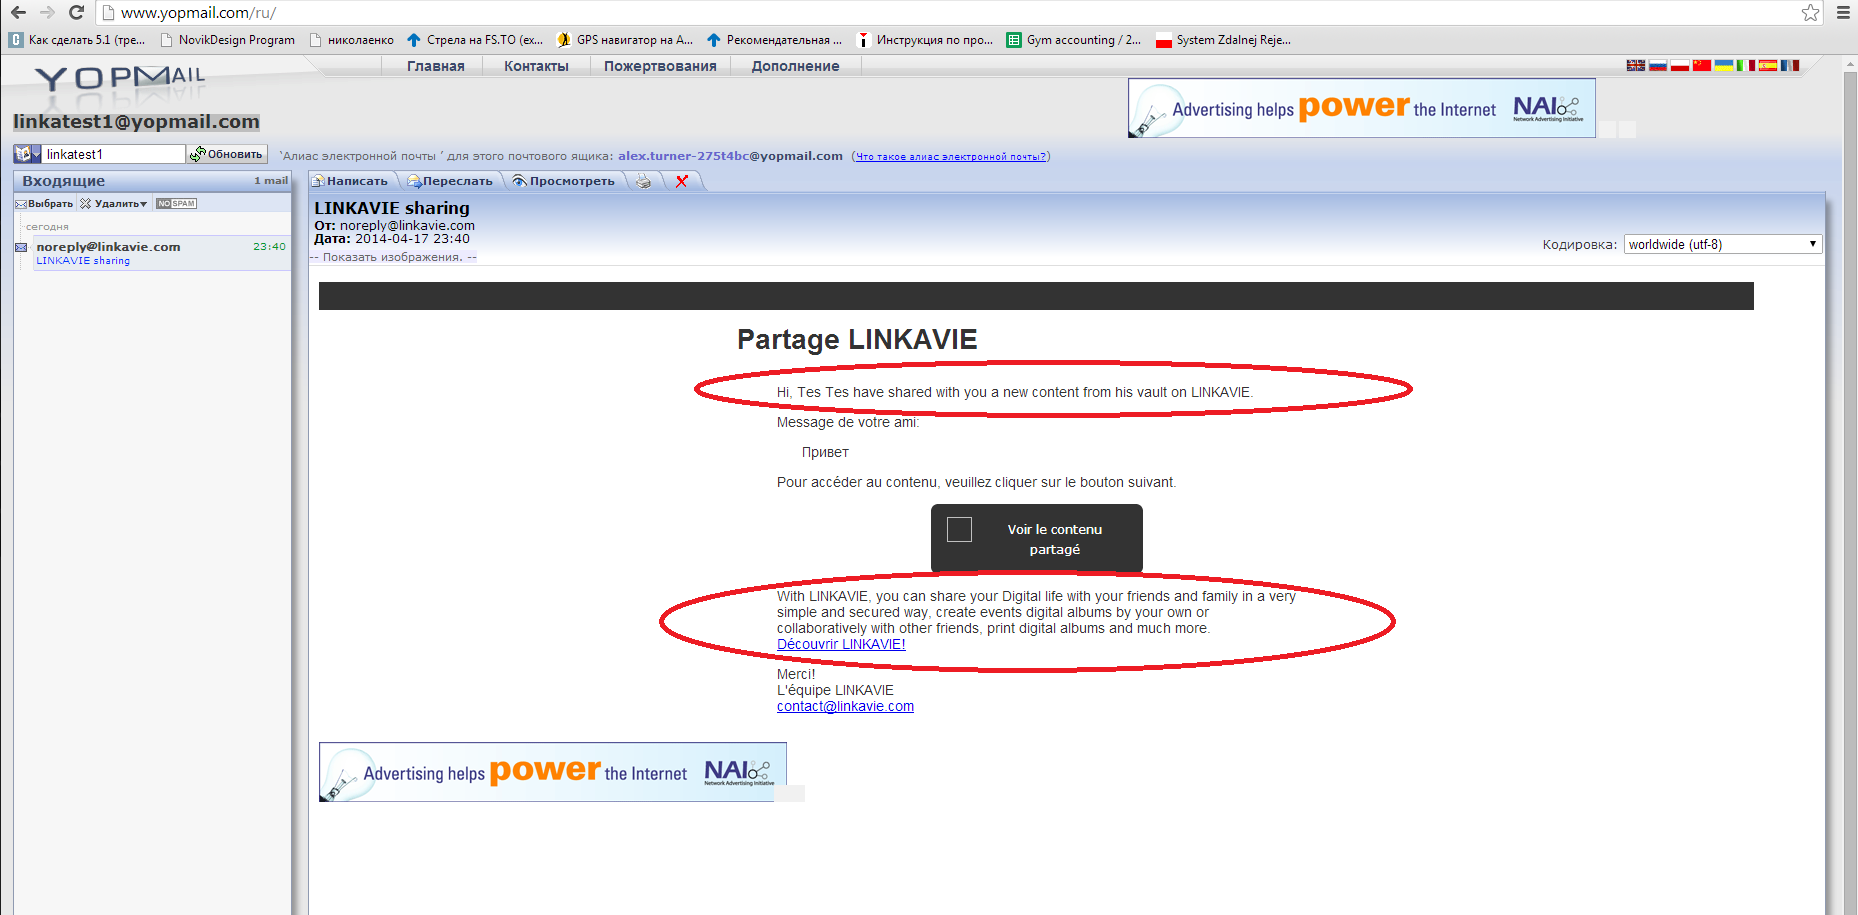 www.yopmail.com/ru/
Как сделать 5.1 (тре...
NovikDesign Program
николаенко
Стрела на FS.TO (ex...
GPS навигатор на А...
Рекомендательная ...
Инструкция по про...
Gym accounting / 2...
System Zdalnej Reje...
YOPMAIL
Главная
Контакты
Пожертвования
Дополнение
Advertising helps power the Internet NAI
Network Advertising Initiative
linkatest1@yopmail.com
linkatest1
Обновить
`Алиас электронной почты ' для этого почтового ящика: alex.turner-275t4bc@yopmail.com (Что такое алиас электронной почты?)
Входящие
1 mail
Написать
Переслать
Просмотреть
Выбрать
Удалить
NO SPAM
сегодня
noreply@linkavie.com
23:40
LINKAVIE sharing
LINKAVIE sharing
От: noreply@linkavie.com
Дата: 2014-04-17 23:40
-- Показать изображения. --
Кодировка:
worldwide (utf-8)
Partage LINKAVIE
Hi, Tes Tes have shared with you a new content from his vault on LINKAVIE.
Message de votre ami:
Привет
Pour accéder au contenu, veuillez cliquer sur le bouton suivant.
Voir le contenu
partagé
With LINKAVIE, you can share your Digital life with your friends and family in a very
simple and secured way, create events digital albums by your own or
collaboratively with other friends, print digital albums and much more.
Découvrir LINKAVIE!
Merci!
L'équipe LINKAVIE
contact@linkavie.com
Advertising helps power the Internet NAI
Network Advertising Initiative